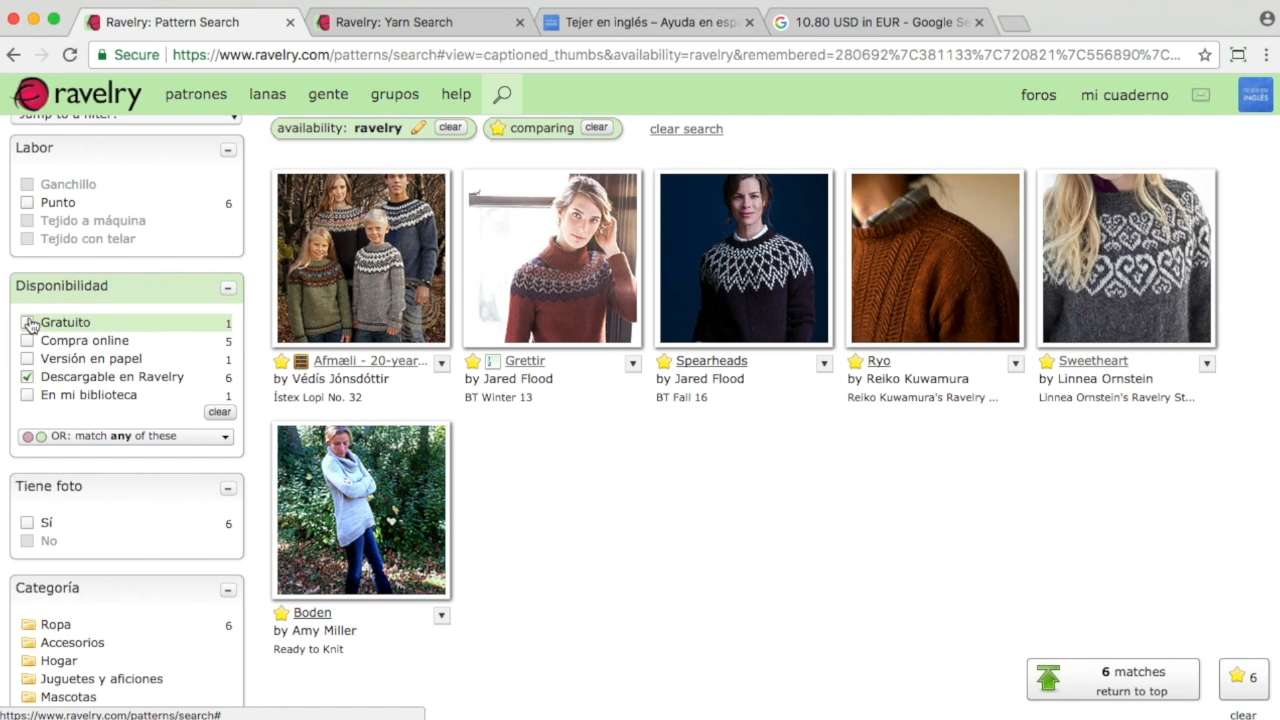 Ravelry: Pattern Search
Ravelry: Yarn Search
Tejer en inglés – Ayuda en esp
10.80 USD in EUR - Google Se
Secure
https://www.ravelry.com/patterns/search#view=captioned_thumbs&availability=ravelry&remembered=280692%7C381133%7C720821%7C556890%7C...
ravelry
patrones
lanas
gente
grupos
help
foros
mi cuaderno
TEJER EN
INGLÉS
Jump to a filter:
availability: ravelry
clear
comparing
clear
clear search
Labor
Ganchillo
Punto 6
Tejido a máquina
Tejido con telar
Disponibilidad
Gratuito 1
Compra online 5
Versión en papel 1
Descargable en Ravelry 6
En mi biblioteca 1
clear
OR: match any of these
Tiene foto
Sí 6
No
Categoría
Ropa 6
Accesorios
Hogar
Juguetes y aficiones
Mascotas
Afmæli - 20-year...
by Védís Jónsdóttir
Ístex Lopi No. 32
Grettir
by Jared Flood
BT Winter 13
Spearheads
by Jared Flood
BT Fall 16
Ryo
by Reiko Kuwamura
Reiko Kuwamura's Ravelry ...
Sweetheart
by Linnea Ornstein
Linnea Ornstein's Ravelry St...
Boden
by Amy Miller
Ready to Knit
6 matches
return to top
6
clear
https://www.ravelry.com/patterns/search#